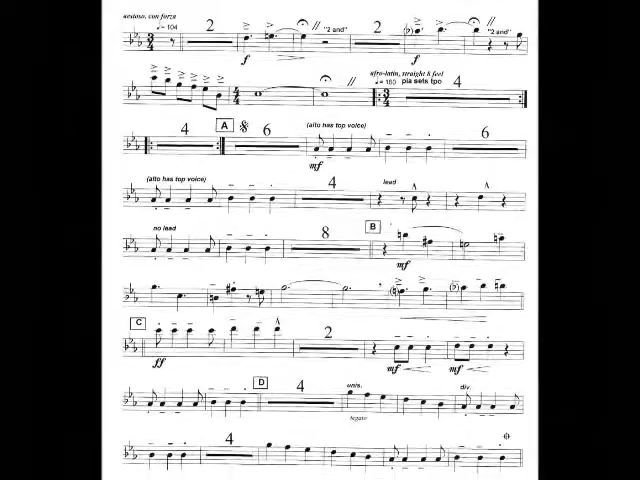 aestoso, con forza
♩ = 104 2 "2 and" 2 "2 and"
f f
afro-latin, straight 8 feel
♩ = 160 pia sets tpo 4
4 A 6 (alto has top voice) 6
mf
(alto has top voice) 4 lead
no lead 8 B
mf
C 2
ff mf mf
D 4 unis. div.
legato
4